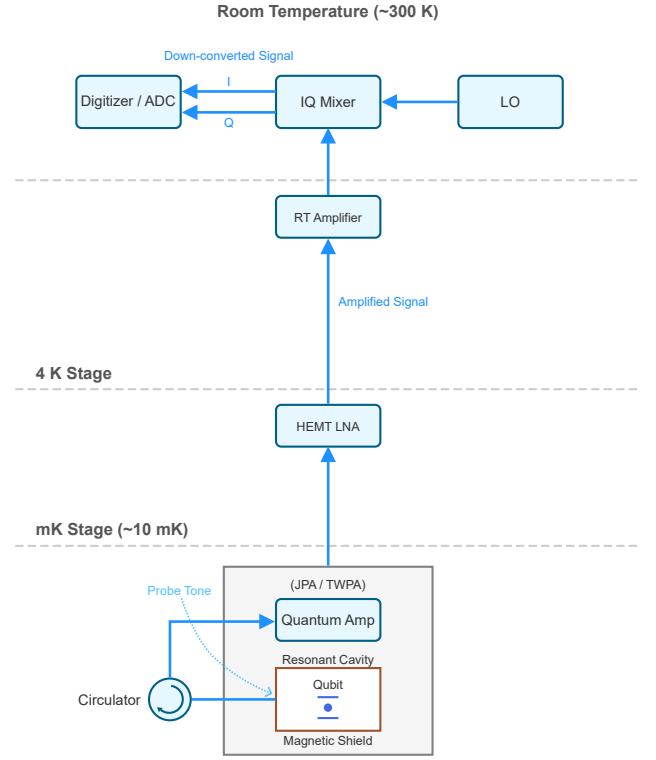 Room Temperature (~300 K)
Down-converted Signal
I
Digitizer / ADC
IQ Mixer
LO
Q
RT Amplifier
Amplified Signal
4 K Stage
HEMT LNA
mK Stage (~10 mK)
(JPA / TWPA)
Probe Tone
Quantum Amp
Resonant Cavity
Qubit
Circulator
Magnetic Shield